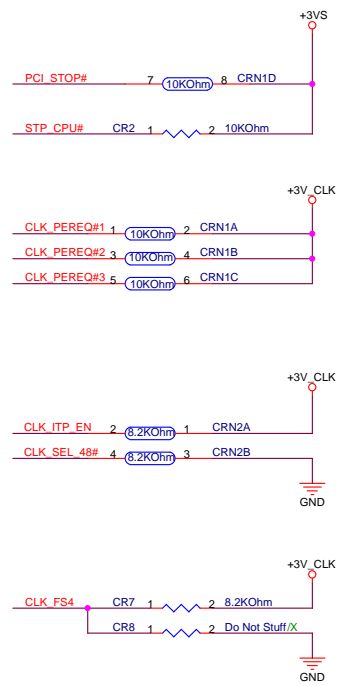 +3VS
PCI_STOP# 7 10KOhm 8 CRN1D
STP_CPU# CR2 1 2 10KOhm
+3V_CLK
CLK_PEREQ#1 1 10KOhm 2 CRN1A
CLK_PEREQ#2 3 10KOhm 4 CRN1B
CLK_PEREQ#3 5 10KOhm 6 CRN1C
+3V_CLK
CLK_ITP_EN 2 8.2KOhm 1 CRN2A
CLK_SEL_48# 4 8.2KOhm 3 CRN2B
GND
+3V_CLK
CLK_FS4 CR7 1 2 8.2KOhm
CR8 1 2 Do Not Stuff/X
GND